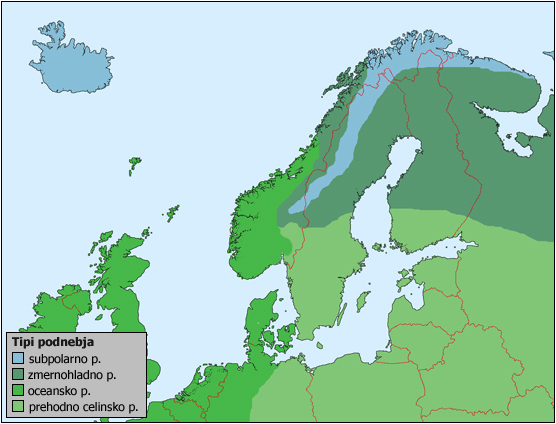 Tipi podnebja
subpolarno p.
zmernohladno p.
oceansko p.
prehodno celinsko p.